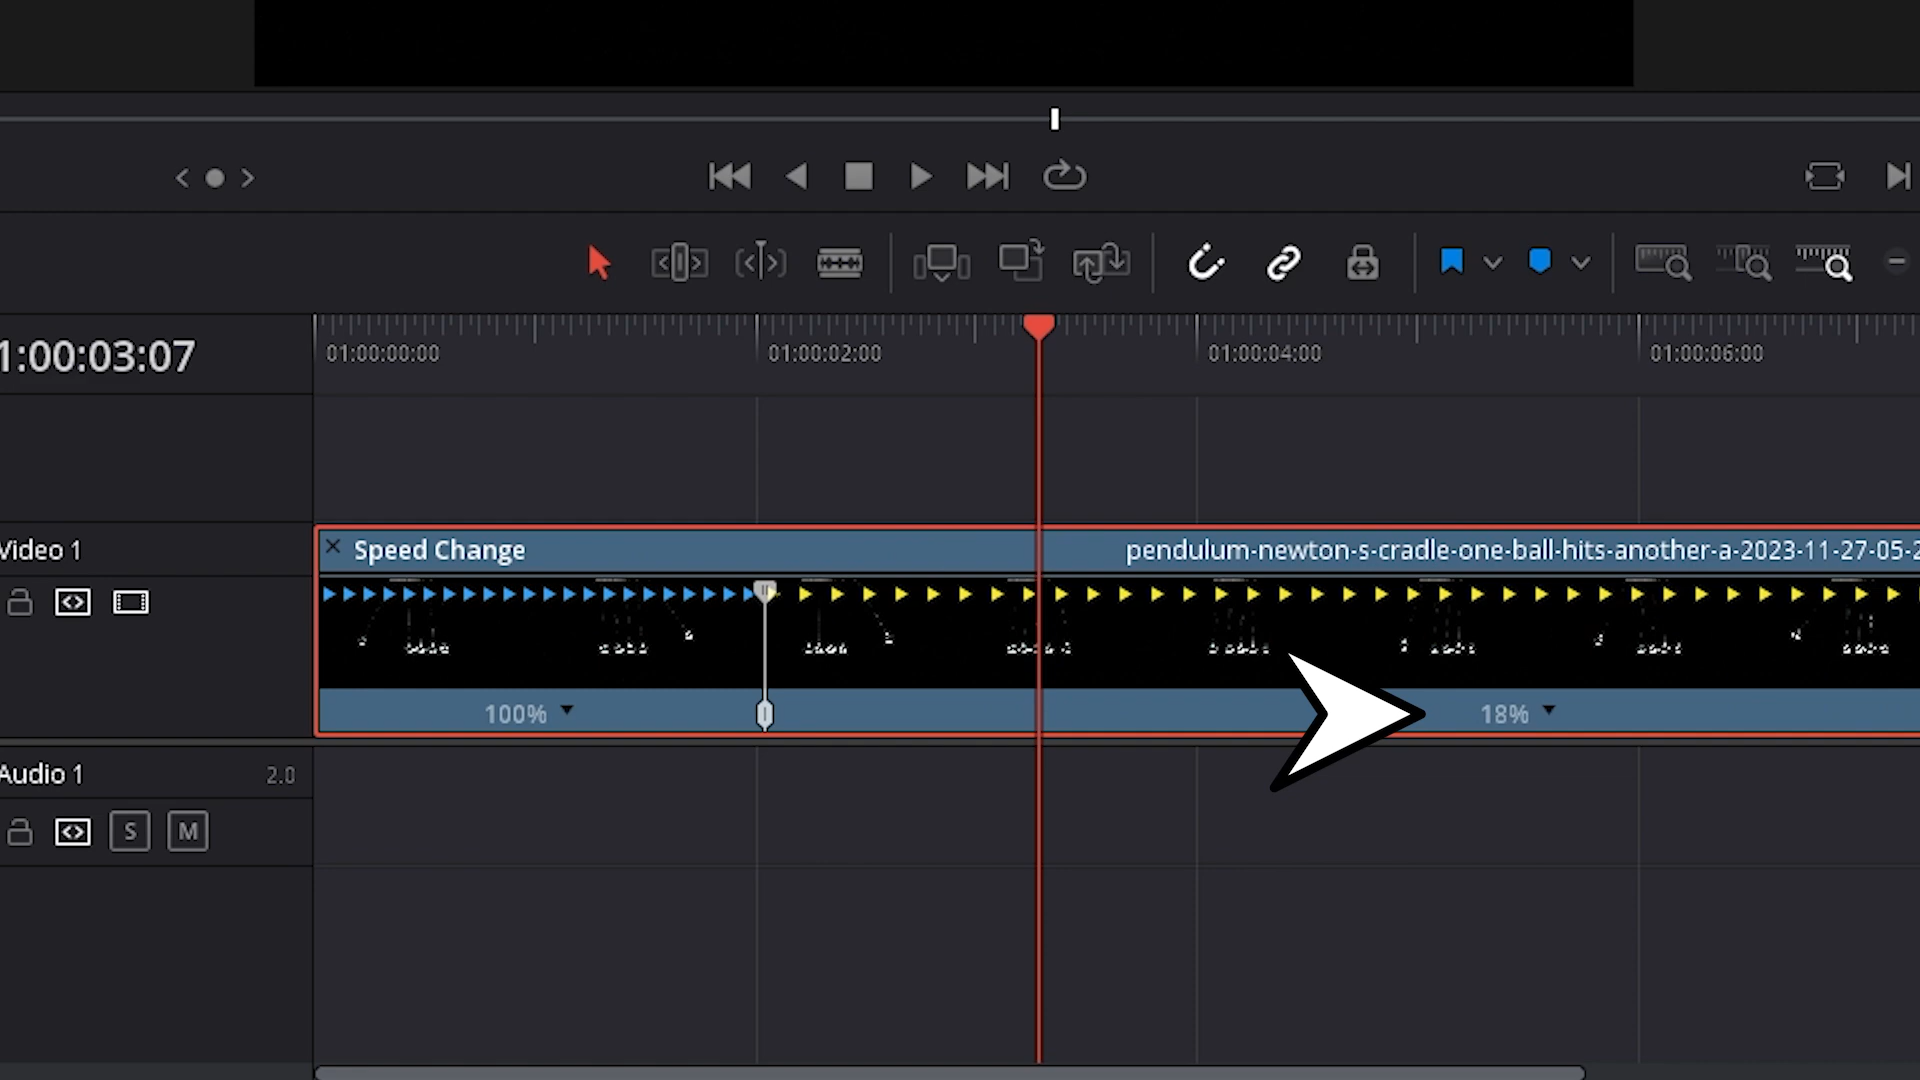 1:00:03:07
01:00:00:00
01:00:02:00
01:00:04:00
01:00:06:00
Video 1
Speed Change
pendulum-newton-s-cradle-one-ball-hits-another-a-2023-11-27-05-2
100%
18%
Audio 1
2.0
S
M